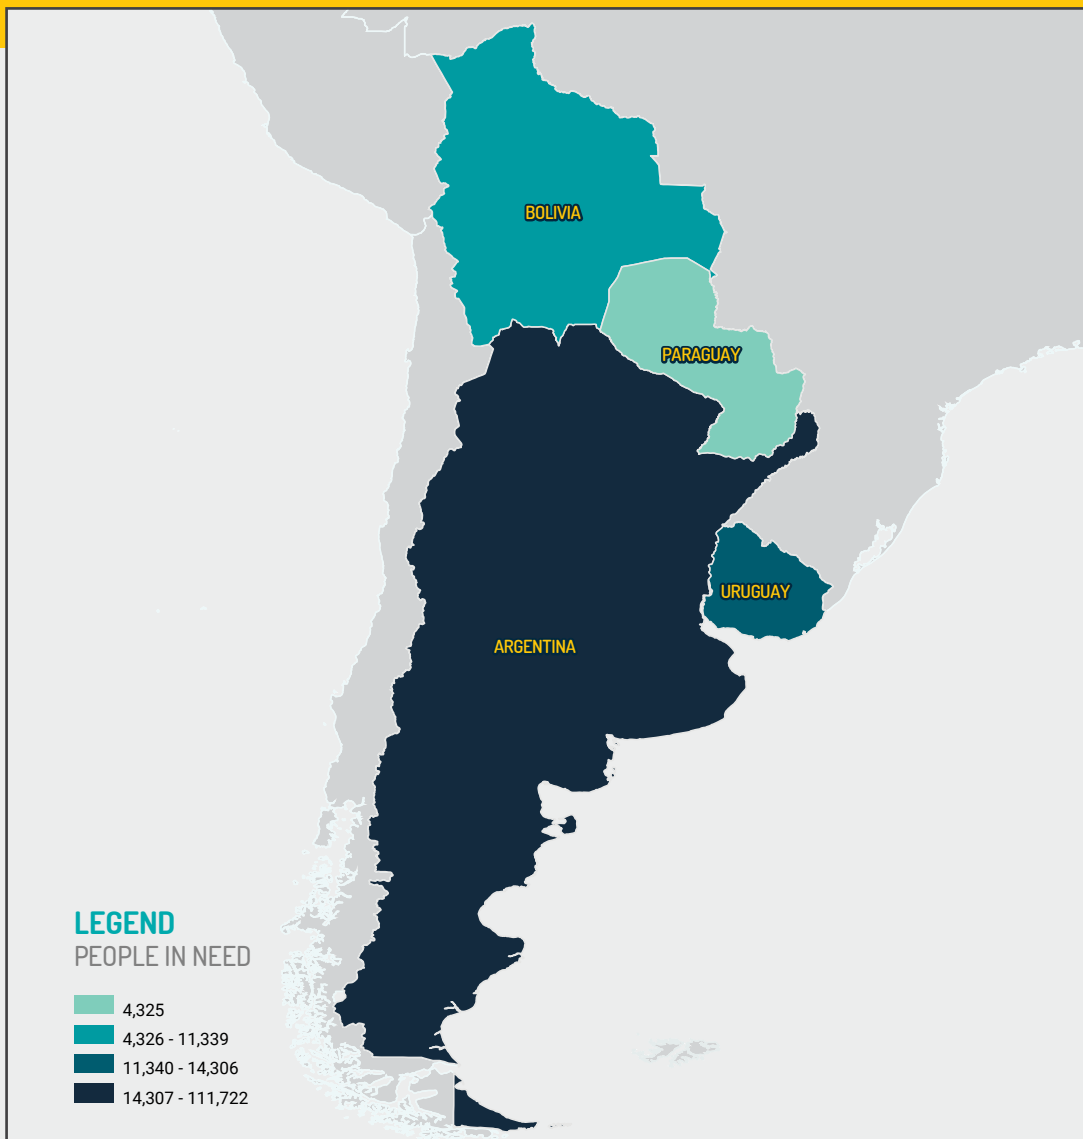 BOLIVIA
PARAGUAY
URUGUAY
ARGENTINA
LEGEND
PEOPLE IN NEED
4,325
4,326 - 11,339
11,340 - 14,306
14,307 - 111,722